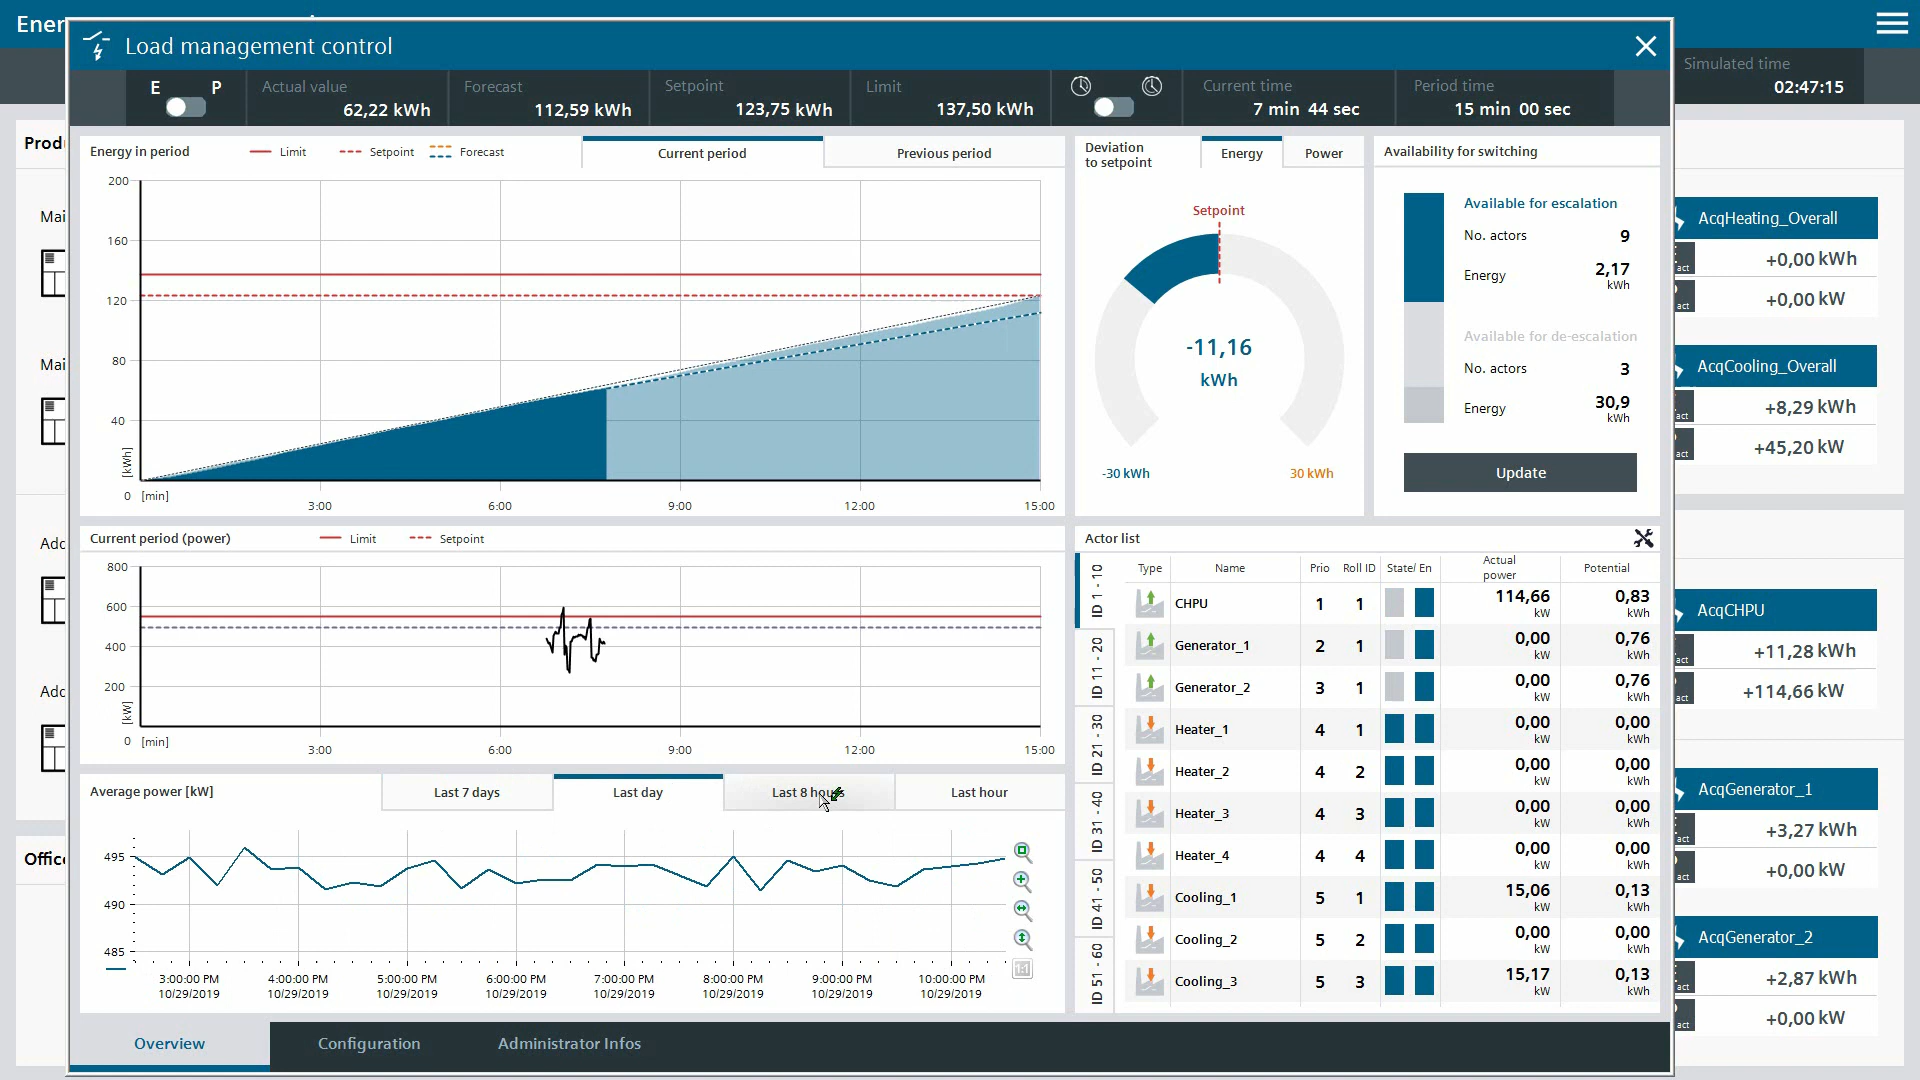 Ener
Load management control
Simulated time
02:47:15
E P
Actual value
62,22 kWh
Forecast
112,59 kWh
Setpoint
123,75 kWh
Limit
137,50 kWh
Current time
7 min 44 sec
Period time
15 min 00 sec
Prod
Mai
Mai
Adc
Adc
Office
Energy in period
Limit
Setpoint
Forecast
Current period
Previous period
200
160
120
80
40
0
[kWh]
[min]
3:00
6:00
9:00
12:00
15:00
Deviation
to setpoint
Energy
Power
Setpoint
-11,16
kWh
-30 kWh
30 kWh
Availability for switching
Available for escalation
No. actors 9
Energy 2,17
kWh
Available for de-escalation
No. actors 3
Energy 30,9
kWh
Update
Current period (power)
Limit
Setpoint
800
600
400
200
0
[kW]
[min]
3:00
6:00
9:00
12:00
15:00
Average power [kW]
Last 7 days
Last day
Last 8 hours
Last hour
495
490
485
3:00:00 PM
10/29/2019
4:00:00 PM
10/29/2019
5:00:00 PM
10/29/2019
6:00:00 PM
10/29/2019
7:00:00 PM
10/29/2019
8:00:00 PM
10/29/2019
9:00:00 PM
10/29/2019
10:00:00 PM
10/29/2019
1:1
Actor list
ID 1 - 10
ID 11 - 20
ID 21 - 30
ID 31 - 40
ID 41 - 50
ID 51 - 60
Type Name Prio Roll ID State/ En Actual power Potential
CHPU 1 1 114,66 kW 0,83 kWh
Generator_1 2 1 0,00 kW 0,76 kWh
Generator_2 3 1 0,00 kW 0,76 kWh
Heater_1 4 1 0,00 kW 0,00 kWh
Heater_2 4 2 0,00 kW 0,00 kWh
Heater_3 4 3 0,00 kW 0,00 kWh
Heater_4 4 4 0,00 kW 0,00 kWh
Cooling_1 5 1 15,06 kW 0,13 kWh
Cooling_2 5 2 0,00 kW 0,00 kWh
Cooling_3 5 3 15,17 kW 0,13 kWh
Overview
Configuration
Administrator Infos
AcqHeating_Overall
act +0,00 kWh
act +0,00 kW
AcqCooling_Overall
act +8,29 kWh
act +45,20 kW
AcqCHPU
act +11,28 kWh
act +114,66 kW
AcqGenerator_1
act +3,27 kWh
act +0,00 kW
AcqGenerator_2
act +2,87 kWh
act +0,00 kW